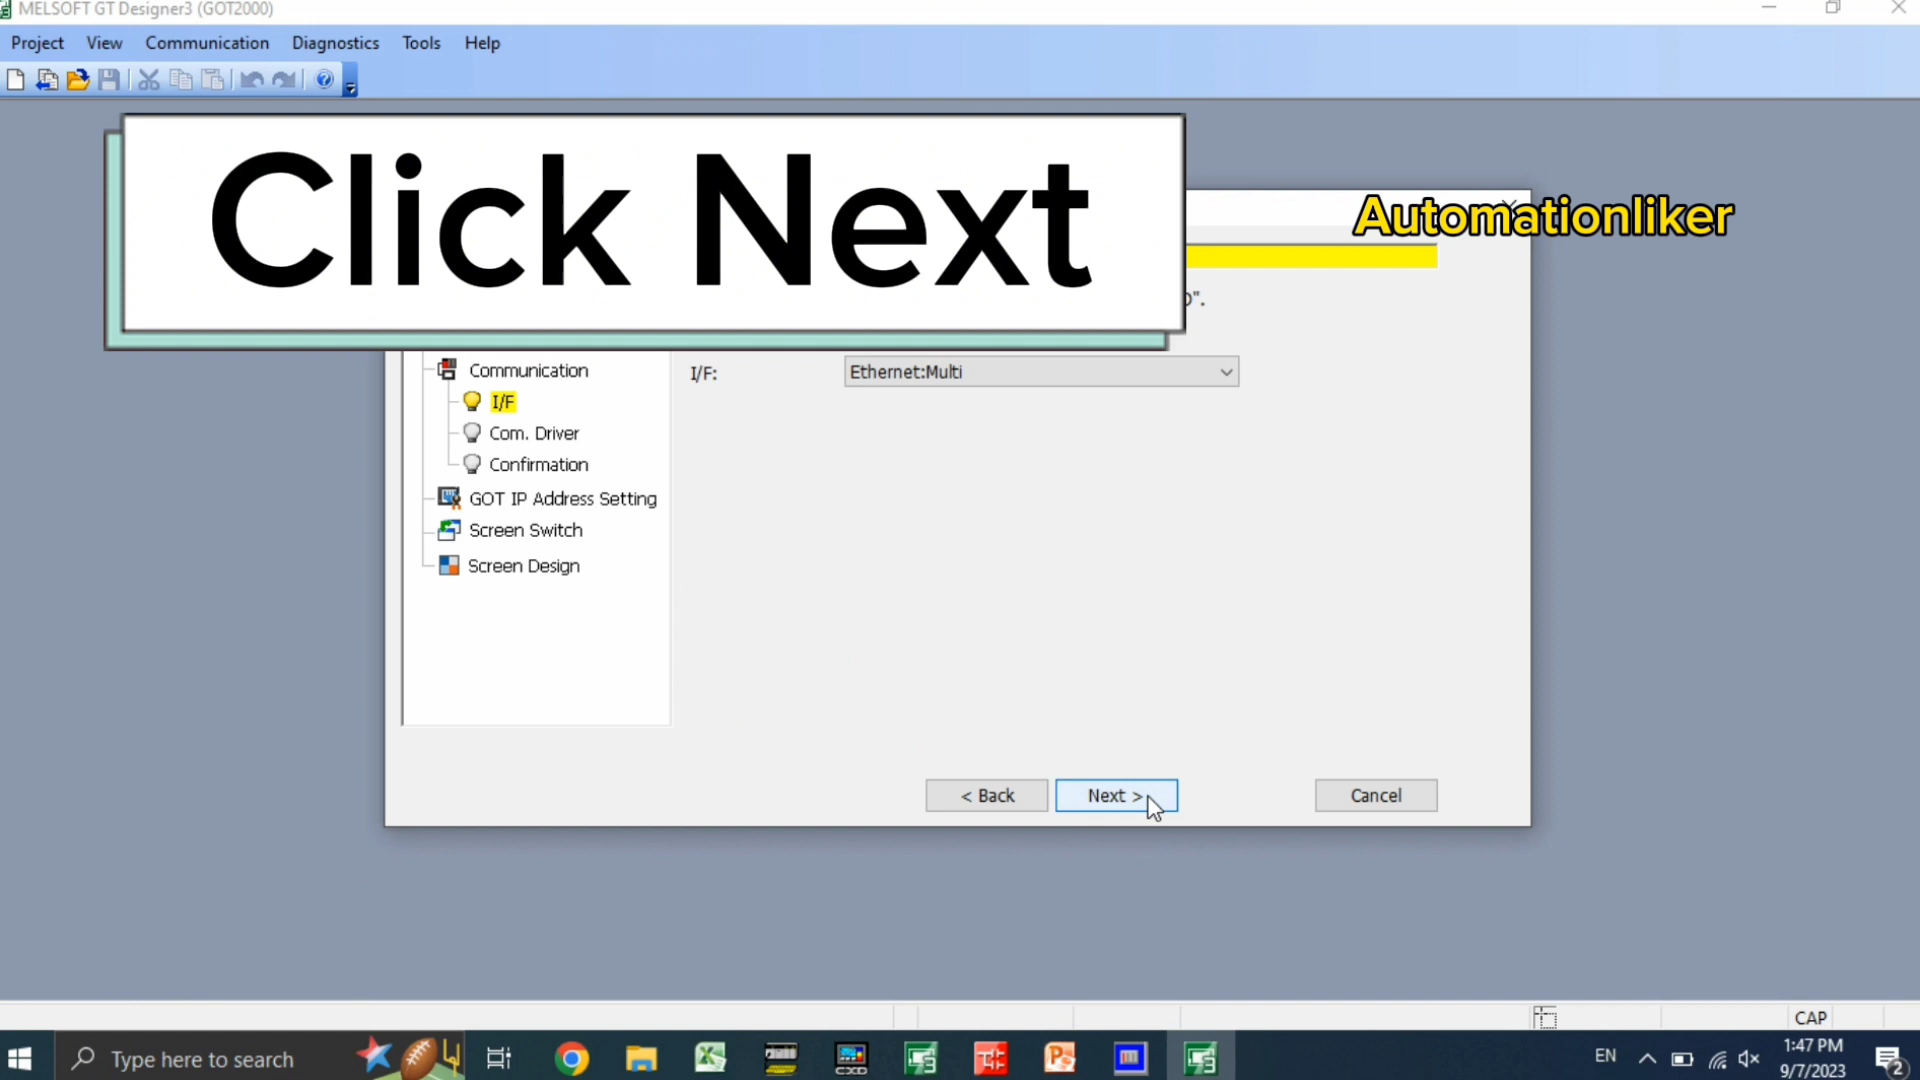 MELSOFT GT Designer3 (GOT2000)
Project View Communication Diagnostics Tools Help
Click Next
Automationliker
".
Communication
I/F: Ethernet:Multi
I/F
Com. Driver
Confirmation
GOT IP Address Setting
Screen Switch
Screen Design
< Back Next > Cancel
CAP
Type here to search
CXD
EN
1:47 PM
9/7/2023
2